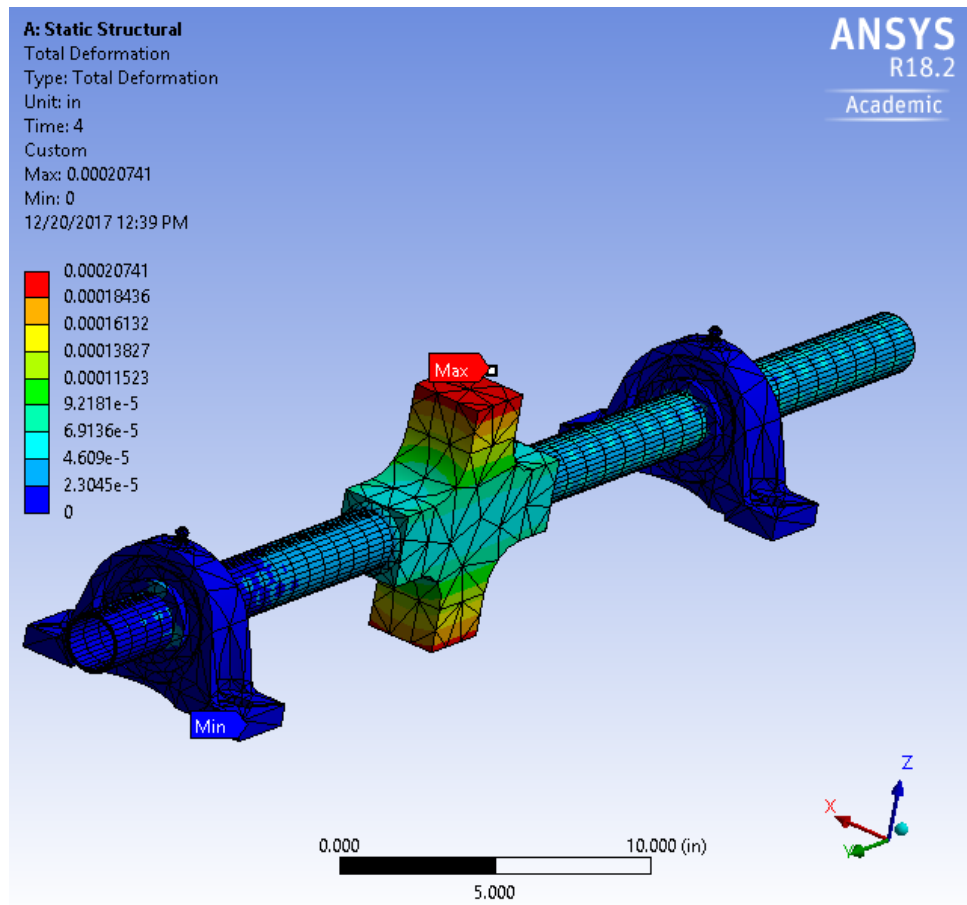 A: Static Structural
Total Deformation
Type: Total Deformation
Unit: in
Time: 4
Custom
Max: 0.00020741
Min: 0
12/20/2017 12:39 PM
ANSYS
R18.2
Academic
0.00020741
0.00018436
0.00016132
0.00013827
0.00011523
9.2181e-5
6.9136e-5
4.609e-5
2.3045e-5
0
Max
Min
Z
X
Y
0.000
10.000 (in)
5.000